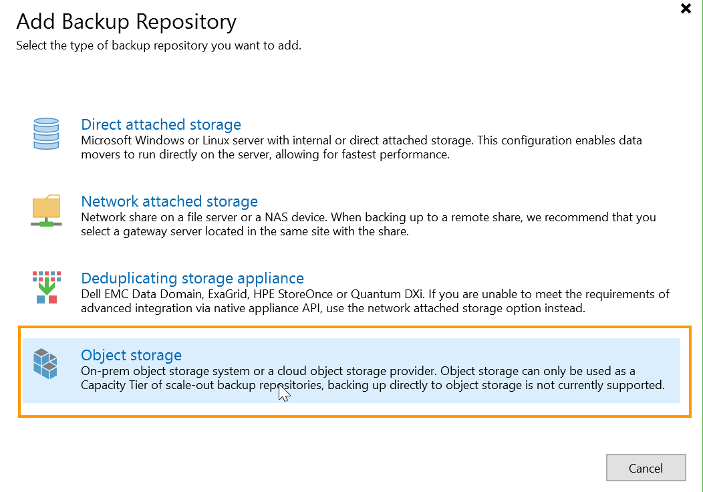 Add Backup Repository
Select the type of backup repository you want to add.
Direct attached storage
Microsoft Windows or Linux server with internal or direct attached storage. This configuration enables data
movers to run directly on the server, allowing for fastest performance.
Network attached storage
Network share on a file server or a NAS device. When backing up to a remote share, we recommend that you
select a gateway server located in the same site with the share.
Deduplicating storage appliance
Dell EMC Data Domain, ExaGrid, HPE StoreOnce or Quantum DXi. If you are unable to meet the requirements of
advanced integration via native appliance API, use the network attached storage option instead.
Object storage
On-prem object storage system or a cloud object storage provider. Object storage can only be used as a
Capacity Tier of scale-out backup repositories, backing up directly to object storage is not currently supported.
Cancel